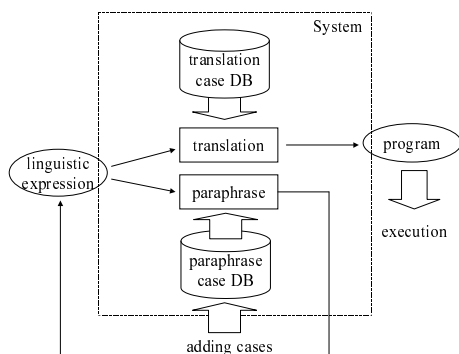 System
translation
case DB
translation
program
linguistic
expression
paraphrase
execution
paraphrase
case DB
adding cases